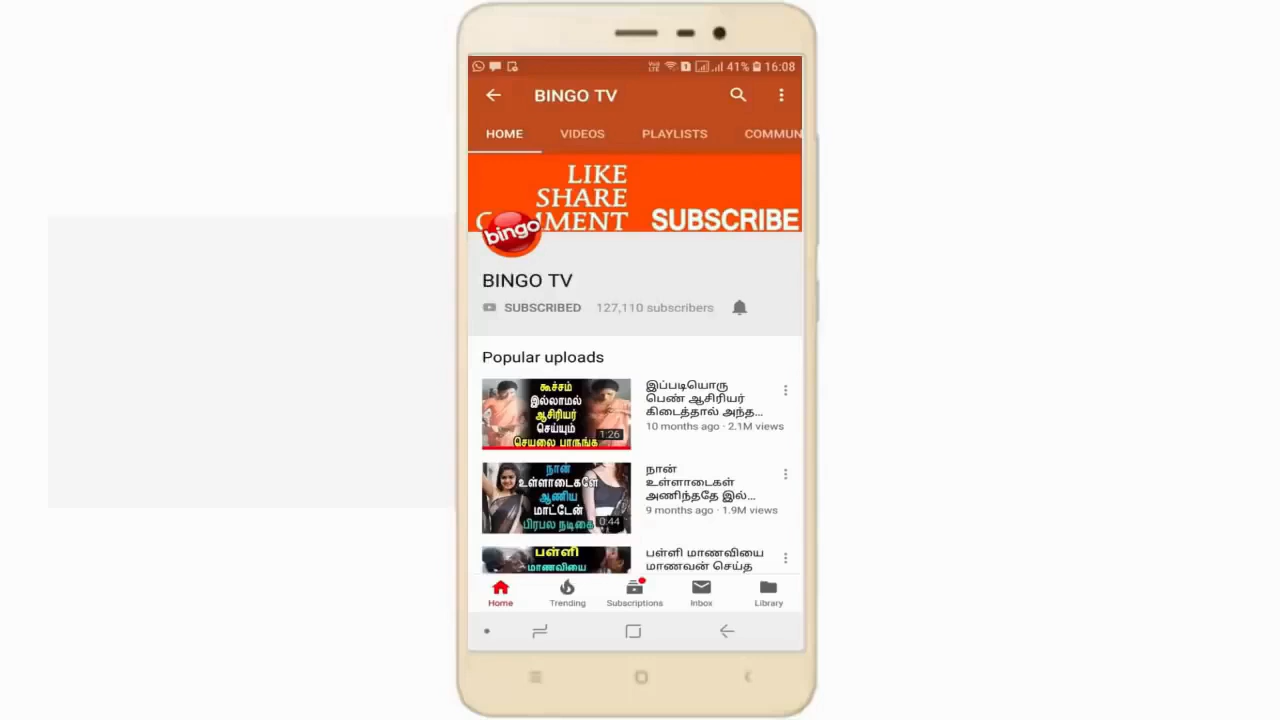 41% 16:08
BINGO TV
HOME VIDEOS PLAYLISTS COMMUN
LIKE
SHARE
COMMENT SUBSCRIBE
bingo
BINGO TV
SUBSCRIBED 127,110 subscribers
Popular uploads
கூச்சம்
இல்லாமல்
ஆசிரியர்
செய்யும்
செயலை பாருங்க
1:26
இப்படியொரு
பெண் ஆசிரியர்
கிடைத்தால் அந்த...
10 months ago · 2.1M views
நான்
உள்ளாடைகளே
ஆணிய
மாட்டேன்
பிரபல நடிகை
0:44
நான்
உள்ளாடைகள்
அணிந்ததே இல்...
9 months ago · 1.9M views
பள்ளி
மாணவியை
பள்ளி மாணவியை
மாணவன் செய்த
Home Trending Subscriptions Inbox Library